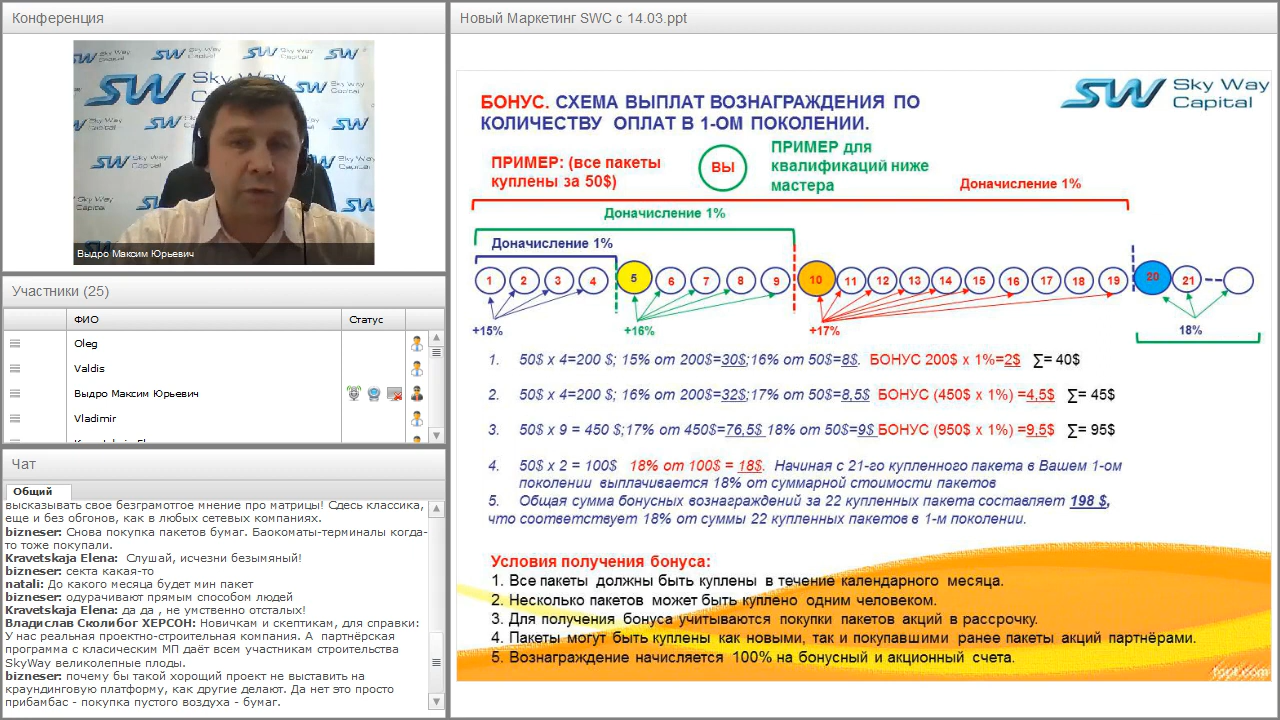 Конференция
Sky Way
Capital
Выдро Максим Юрьевич
Участники (25)
ФИО
Статус
Oleg
Valdis
Выдро Максим Юрьевич
Vladimir
Чат
Общий
высказывать свое безграмотгое мнение про матрицы! Сдесь классика,
еще и без обгонов, как в любых сетевых компаниях.
bizneser: Снова покупка пакетов бумаг. Баокоматы-терминалы когда-
то тоже покупали.
Kravetskaja Elena: Слушай, исчезни безымяный!
bizneser: секта какая-то
natali: До какого месяца будет мин пакет
bizneser: одурачивают прямым способом людей
Kravetskaja Elena: да да , не умственно отсталых!
Владислав Сколибог ХЕРСОН: Новичкам и скептикам, для справки:
У нас реальная проектно-строительная компания. А партнёрская
программа с класическим МП даёт всем участникам строительства
SkyWay великолепные плоды.
bizneser: почему бы такой хорощий проект не выставить на
краундинговую платформу, как другие делают. Да нет это просто
прибамбас - покупка пустого воздуха - бумаг.
Новый Маркетинг SWC с 14.03.ppt
SW Sky Way
Capital
БОНУС. СХЕМА ВЫПЛАТ ВОЗНАГРАЖДЕНИЯ ПО
КОЛИЧЕСТВУ ОПЛАТ В 1-ОМ ПОКОЛЕНИИ.
ПРИМЕР: (все пакеты
куплены за 50$)
ВЫ
ПРИМЕР для
квалификаций ниже
мастера
Доначисление 1%
Доначисление 1%
Доначисление 1%
1 2 3 4 5 6 7 8 9 10 11 12 13 14 15 16 17 18 19 20 21
+15% +16% +17% 18%
1. 50$ х 4=200 $; 15% от 200$=30$;16% от 50$=8$. БОНУС 200$ х 1%=2$ ∑= 40$
2. 50$ х 4=200 $; 16% от 200$=32$;17% от 50$=8,5$ БОНУС (450$ х 1%) =4,5$ ∑= 45$
3. 50$ х 9 = 450 $;17% от 450$=76,5$ 18% от 50$=9$ БОНУС (950$ х 1%) =9,5$ ∑= 95$
4. 50$ х 2 = 100$ 18% от 100$ = 18$. Начиная с 21-го купленного пакета в Вашем 1-ом
поколении выплачивается 18% от суммарной стоимости пакетов
5. Общая сумма бонусных вознаграждений за 22 купленных пакета составляет 198 $,
что соответствует 18% от суммы 22 купленных пакетов в 1-м поколении.
Условия получения бонуса:
1. Все пакеты должны быть куплены в течение календарного месяца.
2. Несколько пакетов может быть куплено одним человеком.
3. Для получения бонуса учитываются покупки пакетов акций в рассрочку.
4. Пакеты могут быть куплены как новыми, так и покупавшими ранее пакеты акций партнёрами.
5. Вознаграждение начисляется 100% на бонусный и акционный счета.
fppt.com